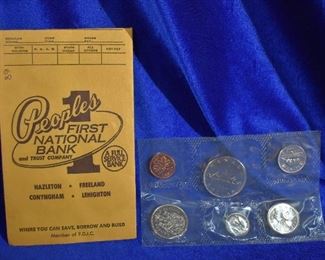 Peoples
1
FIRST
NATIONAL
BANK
and TRUST COMPANY
A FULL
SERVICE
BANK
HAZLETON • FREELAND
CONYNGHAM • LEHIGHTON
WHERE YOU CAN SAVE, BORROW AND BUILD
Member of F.D.I.C.